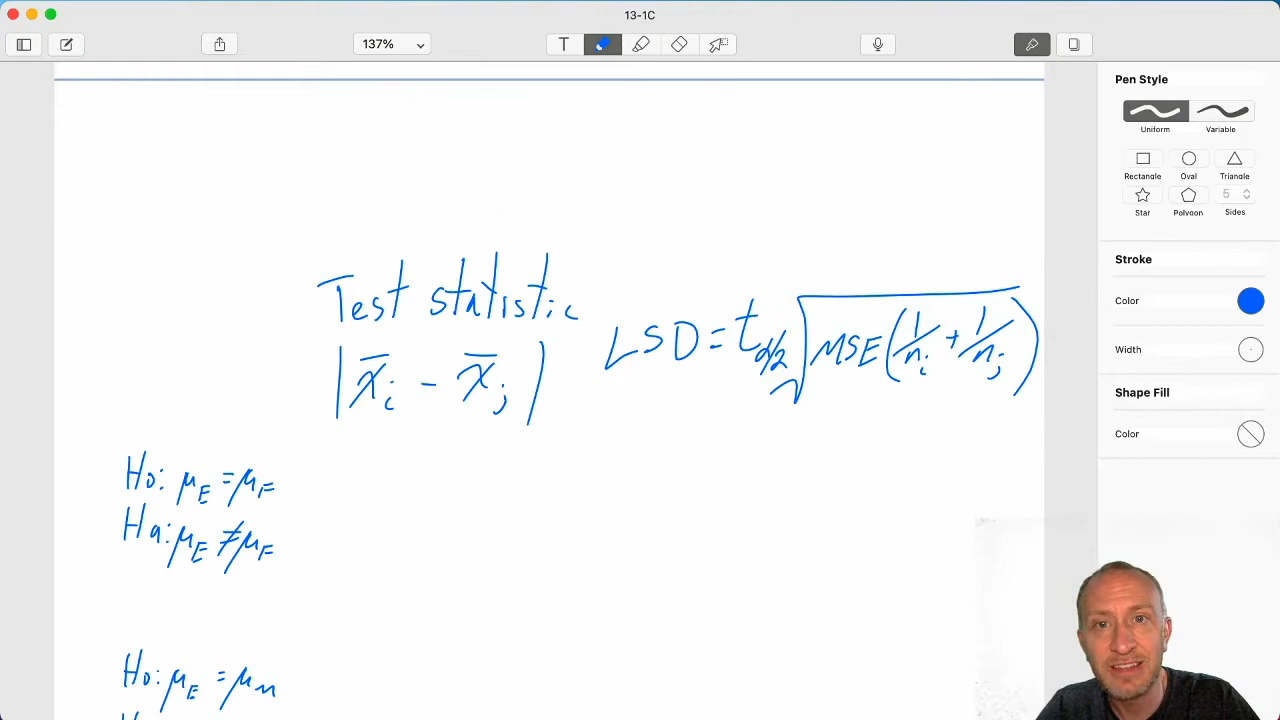 13-1C
137%
T
Pen Style
Uniform
Variable
Rectangle
Oval
Triangle
Star
Polygon
5
Sides
Stroke
Color
Width
Shape Fill
Color
Test statistic
|x̄i - x̄j|
LSD = tα/2 √MSE(1/ni + 1/nj)
Ho: μE = μF
Ha: μE ≠ μF
Ho: μE = μM